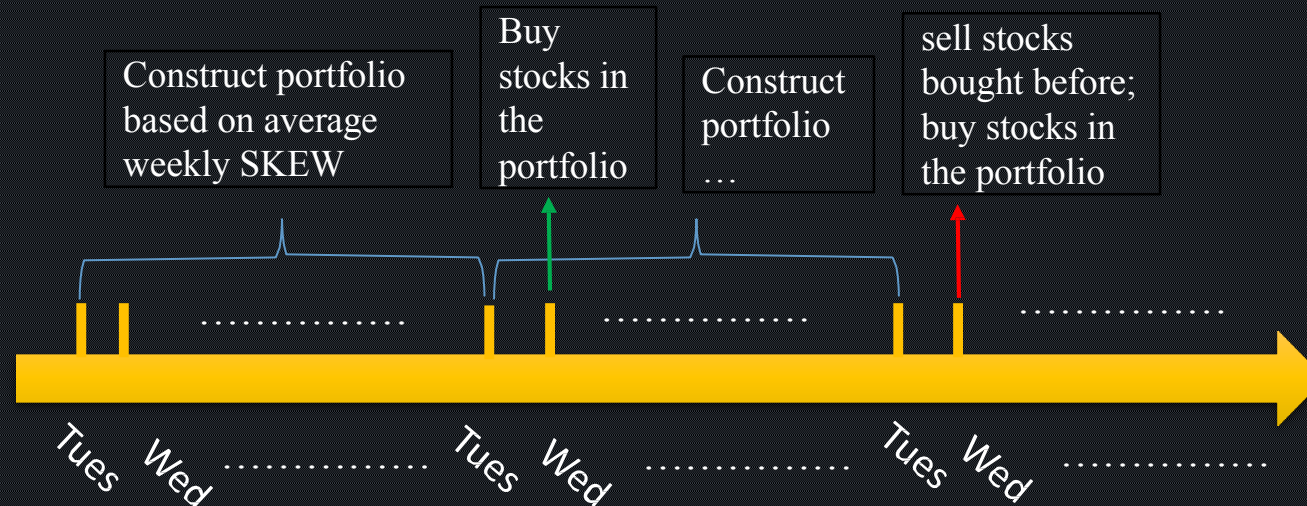 Construct portfolio
based on average
weekly SKEW
Buy
stocks in
the
portfolio
Construct
portfolio
…
sell stocks
bought before;
buy stocks in
the portfolio
Tues
Wed
……………
Tues
Wed
……………
Tues
Wed
……………